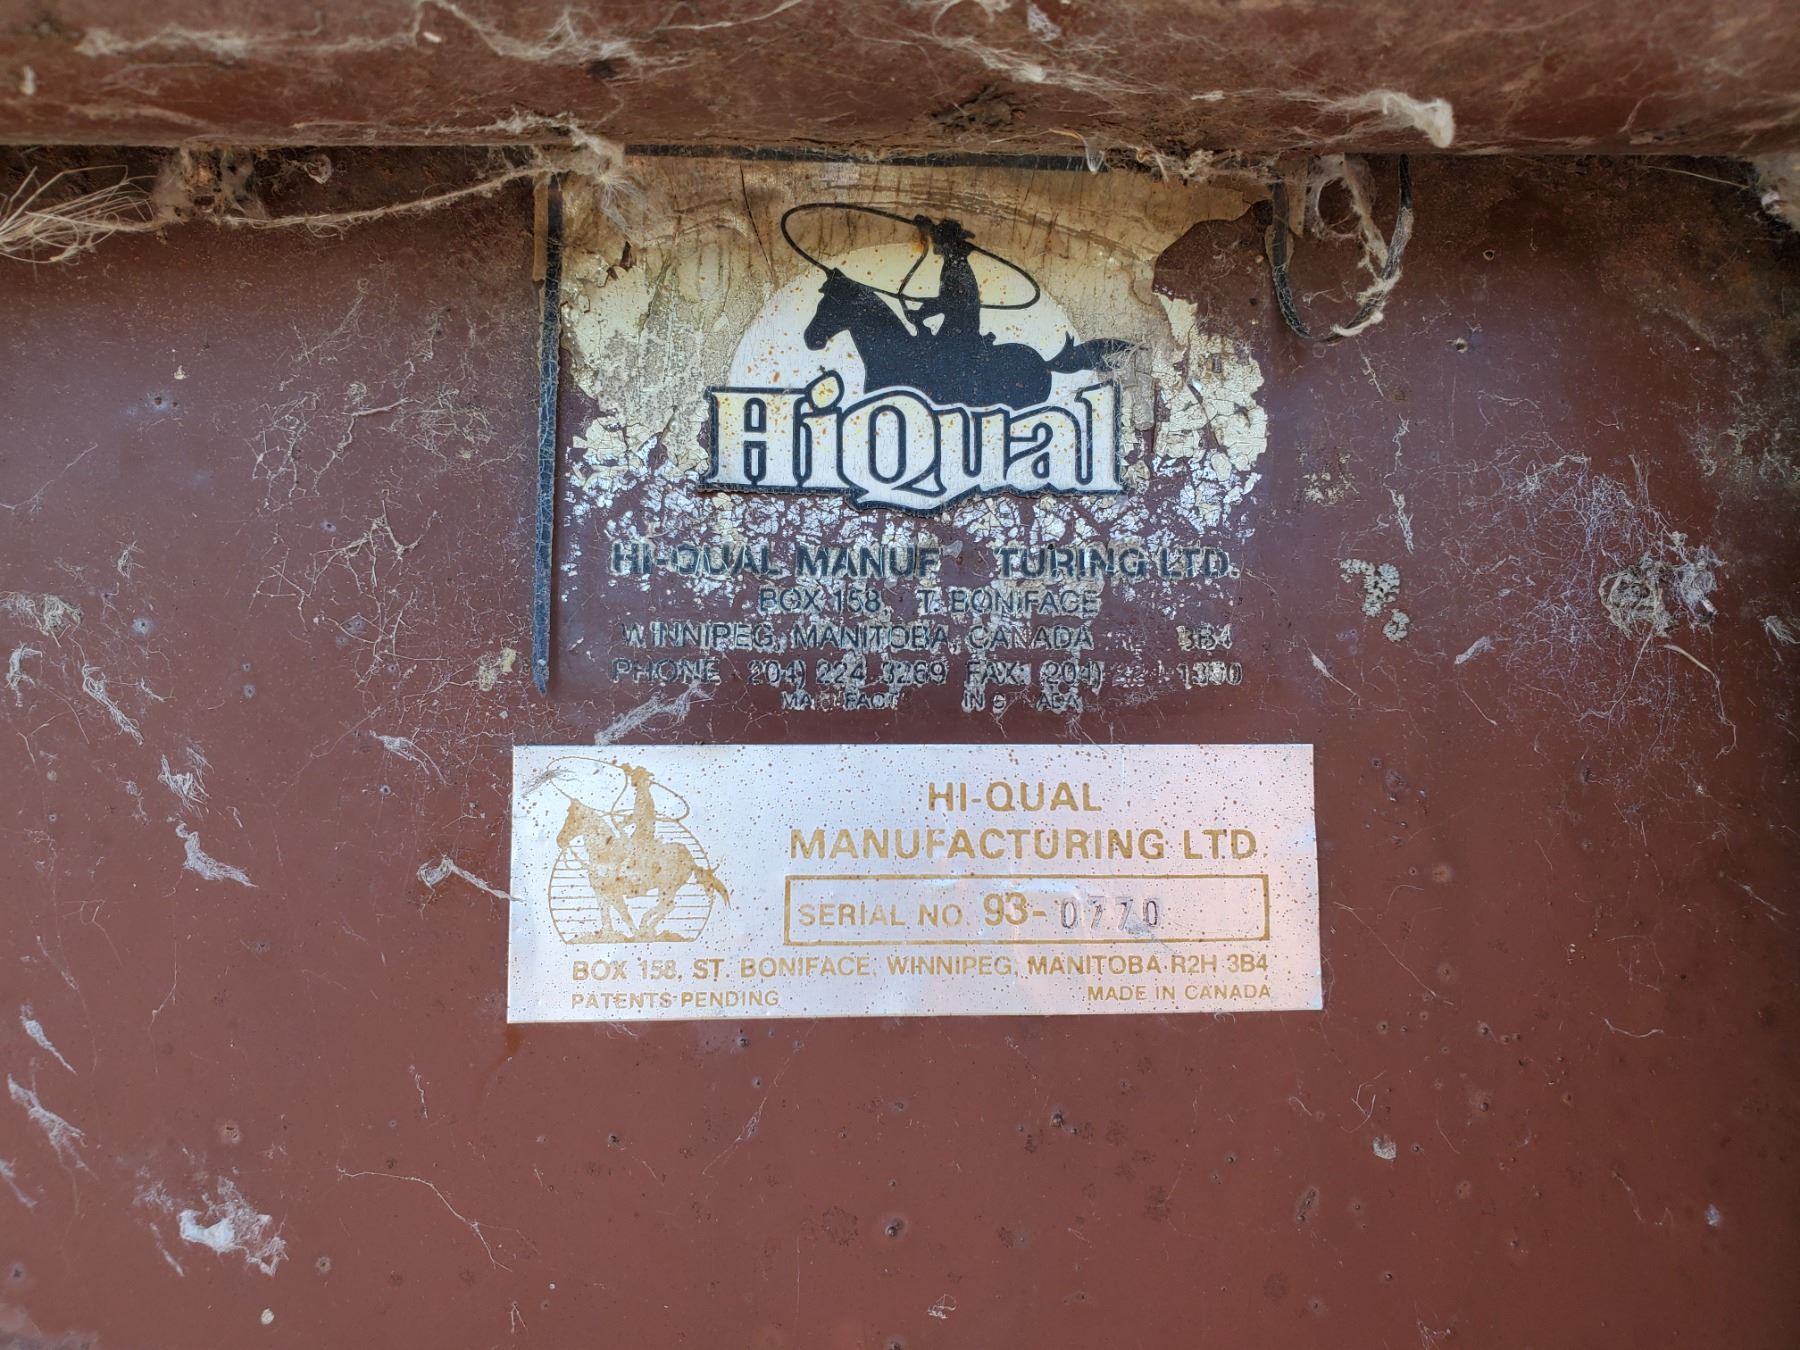 HiQual
HI-QUAL MANUF TURING LTD.
BOX 158, T. BONIFACE
WINNIPEG, MANITOBA, CANADA 3B4
PHONE 204) 224 3269 FAX (204)
HI-QUAL
MANUFACTURING LTD
SERIAL NO. 93-0770
BOX 158, ST. BONIFACE, WINNIPEG, MANITOBA R2H 3B4
PATENTS PENDING MADE IN CANADA